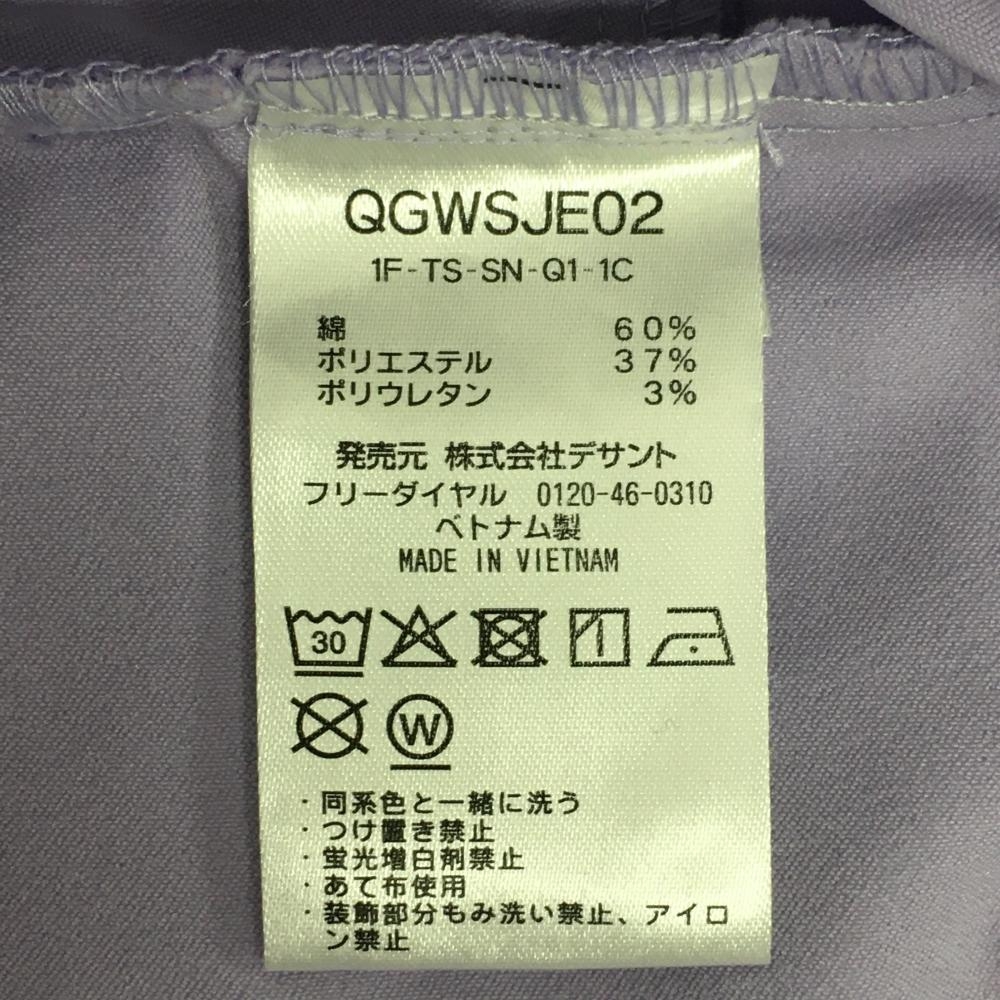 QGWSJE02
1F-TS-SN-Q1-1C
綿 60%
ポリエステル 37%
ポリウレタン 3%
発売元 株式会社デサント
フリーダイヤル 0120-46-0310
ベトナム製
MADE IN VIETNAM
30
W
・同系色と一緒に洗う
・つけ置き禁止
・蛍光増白剤禁止
・あて布使用
・装飾部分もみ洗い禁止、アイロ
ン禁止